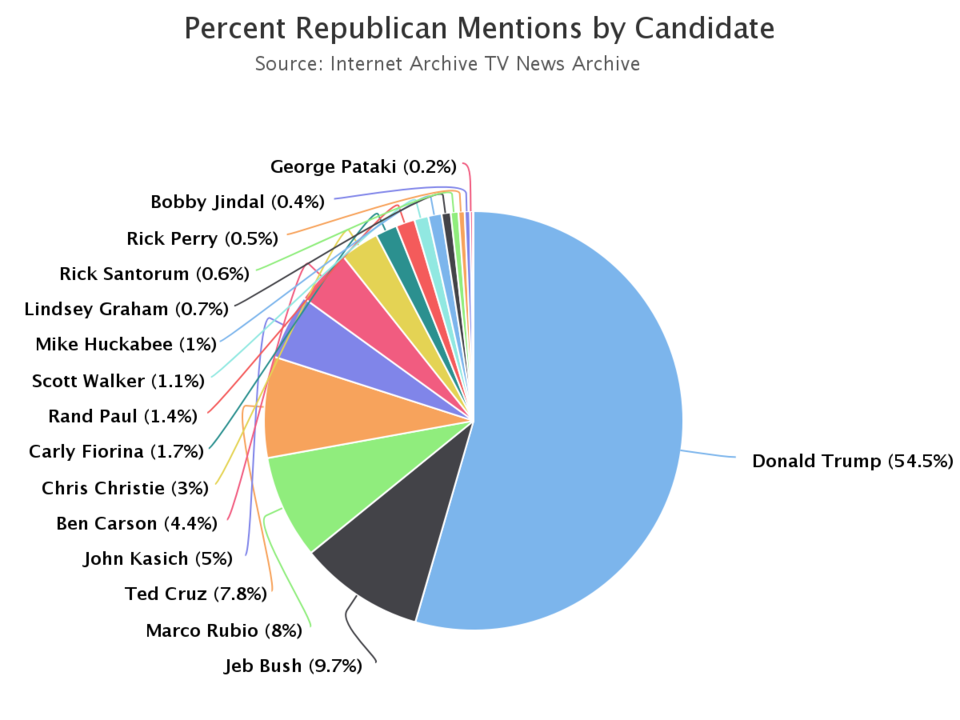 Percent Republican Mentions by Candidate
Source: Internet Archive TV News Archive
George Pataki (0.2%)
Bobby Jindal (0.4%)
Rick Perry (0.5%)
Rick Santorum (0.6%)
Lindsey Graham (0.7%)
Mike Huckabee (1%)
Scott Walker (1.1%)
Rand Paul (1.4%)
Carly Fiorina (1.7%)
Chris Christie (3%)
Ben Carson (4.4%)
John Kasich (5%)
Ted Cruz (7.8%)
Marco Rubio (8%)
Jeb Bush (9.7%)
Donald Trump (54.5%)